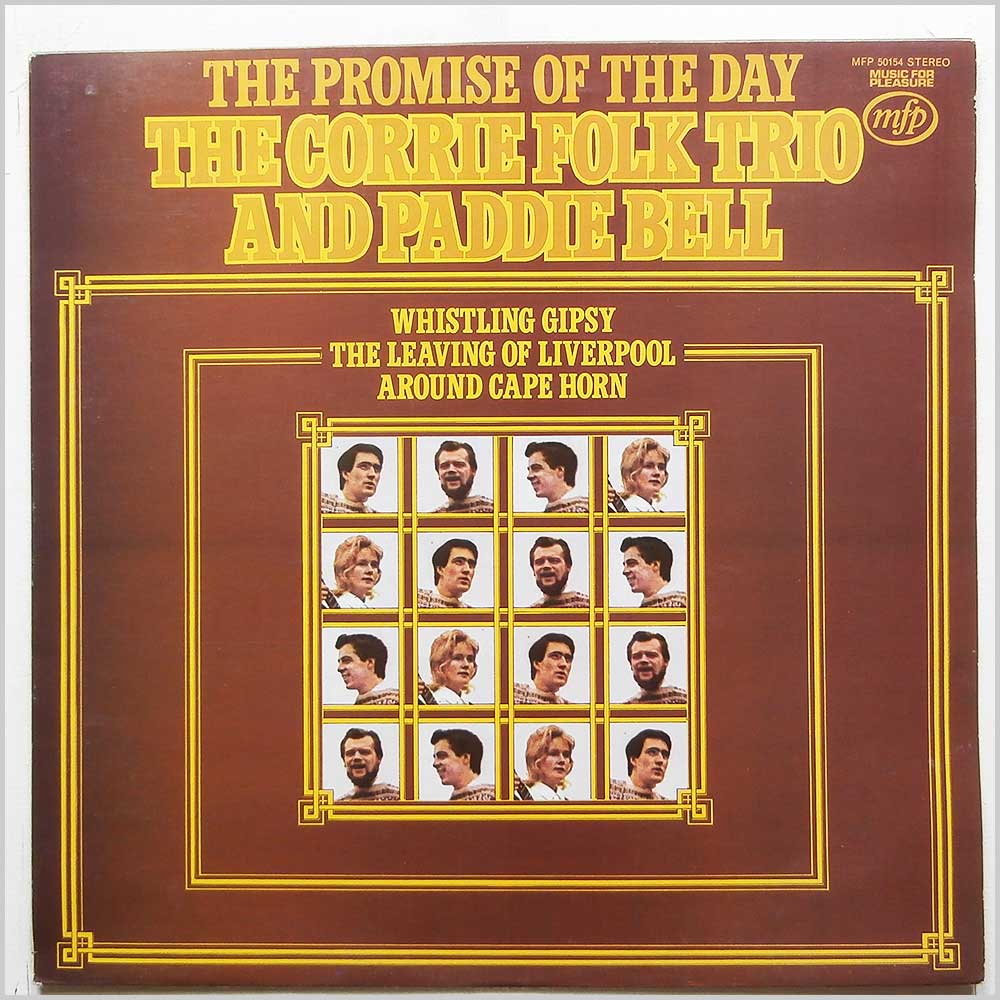 THE PROMISE OF THE DAY
MFP 50154 STEREO
MUSIC FOR
PLEASURE
mfp
THE CORRIE FOLK TRIO
AND PADDIE BELL
WHISTLING GIPSY
THE LEAVING OF LIVERPOOL
AROUND CAPE HORN